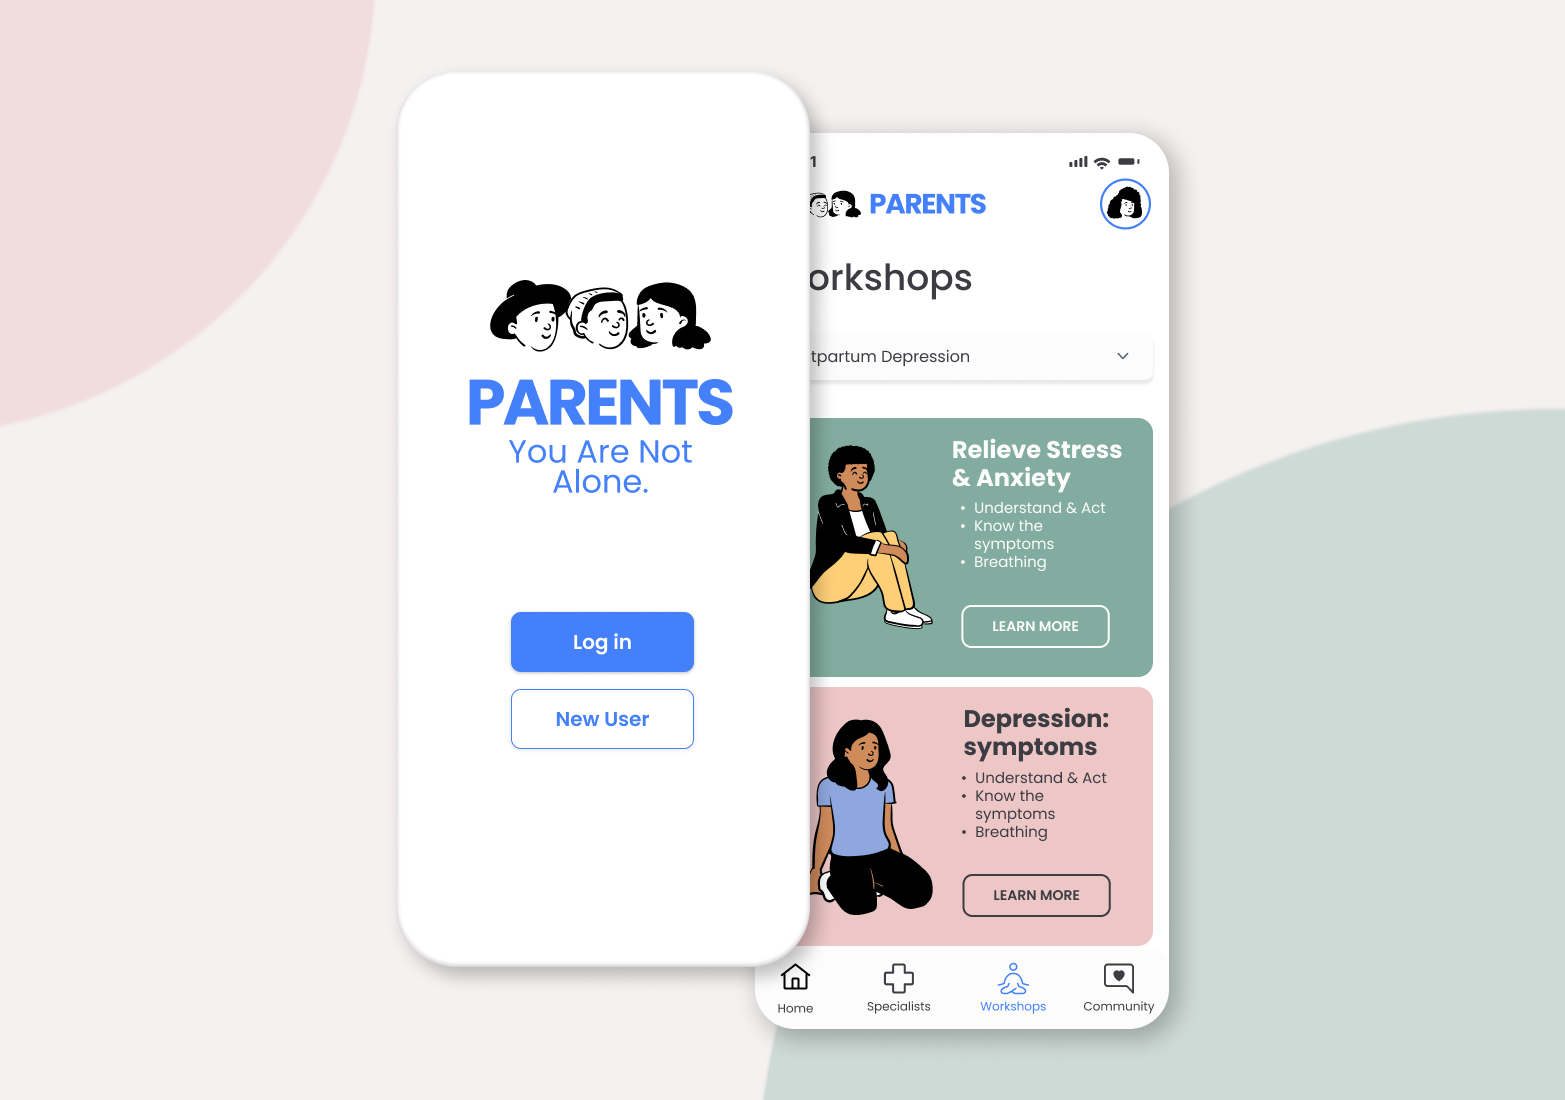 PARENTS
You Are Not
Alone.
Log in
New User
1
PARENTS
orkshops
tpartum Depression
Relieve Stress
& Anxiety
• Understand & Act
• Know the
symptoms
• Breathing
LEARN MORE
Depression:
symptoms
• Understand & Act
• Know the
symptoms
• Breathing
LEARN MORE
Home
Specialists
Workshops
Community